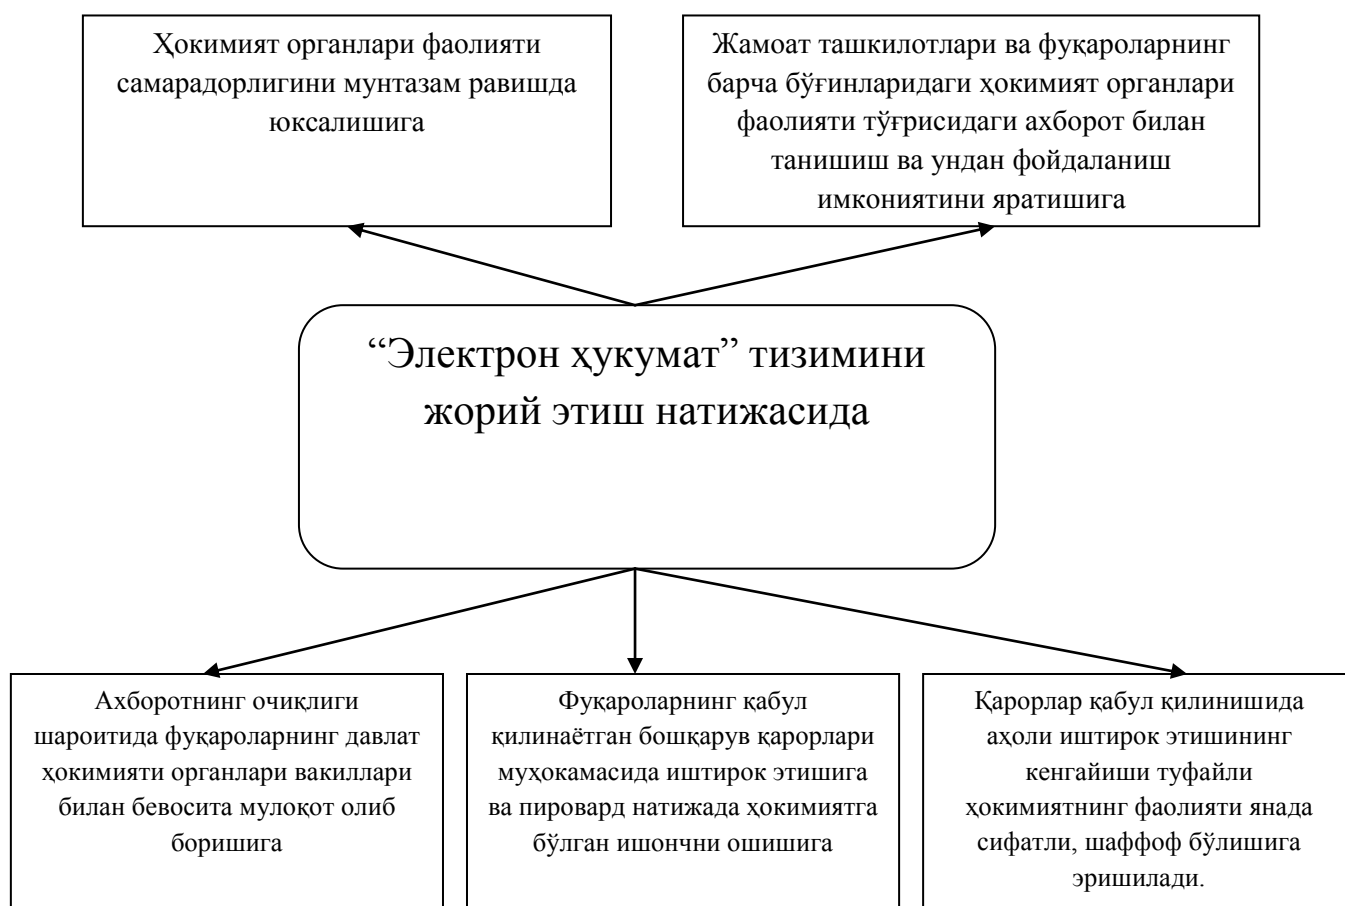 Ҳокимият органлари фаолияти
самарадорлигини мунтазам равишда
юксалишига
Жамоат ташкилотлари ва фуқароларнинг
барча бўғинларидаги ҳокимият органлари
фаолияти тўғрисидаги ахборот билан
танишиш ва ундан фойдаланиш
имкониятини яратишига
“Электрон ҳукумат” тизимини
жорий этиш натижасида
Ахборотнинг очиқлиги
шароитида фуқароларнинг давлат
ҳокимияти органлари вакиллари
билан бевосита мулоқот олиб
боришига
Фуқароларнинг қабул
қилинаётган бошқарув қарорлари
муҳокамасида иштирок этишига
ва пировард натижада ҳокимиятга
бўлган ишончни ошишига
Қарорлар қабул қилинишида
аҳоли иштирок этишининг
кенгайиши туфайли
ҳокимиятнинг фаолияти янада
сифатли, шаффоф бўлишига
эришилади.